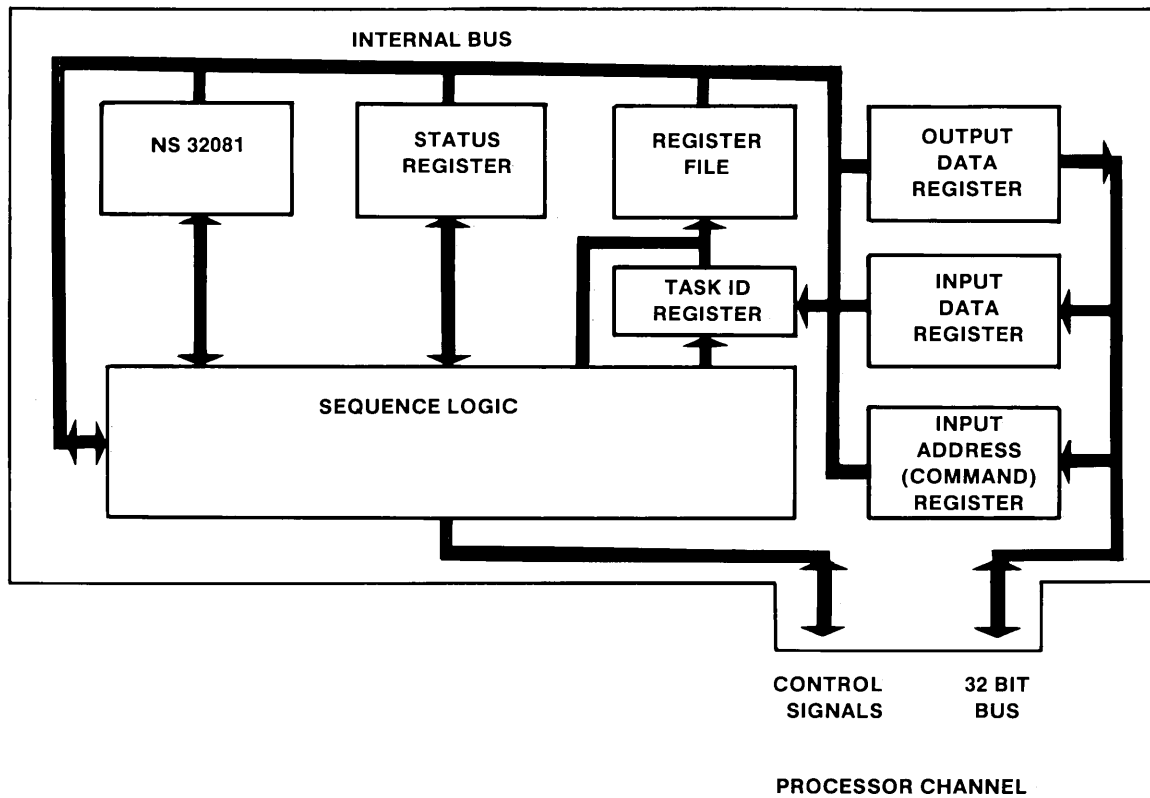 INTERNAL BUS
NS 32081
STATUS
REGISTER
REGISTER
FILE
OUTPUT
DATA
REGISTER
TASK ID
REGISTER
INPUT
DATA
REGISTER
SEQUENCE LOGIC
INPUT
ADDRESS
(COMMAND)
REGISTER
CONTROL
SIGNALS
32 BIT
BUS
PROCESSOR CHANNEL